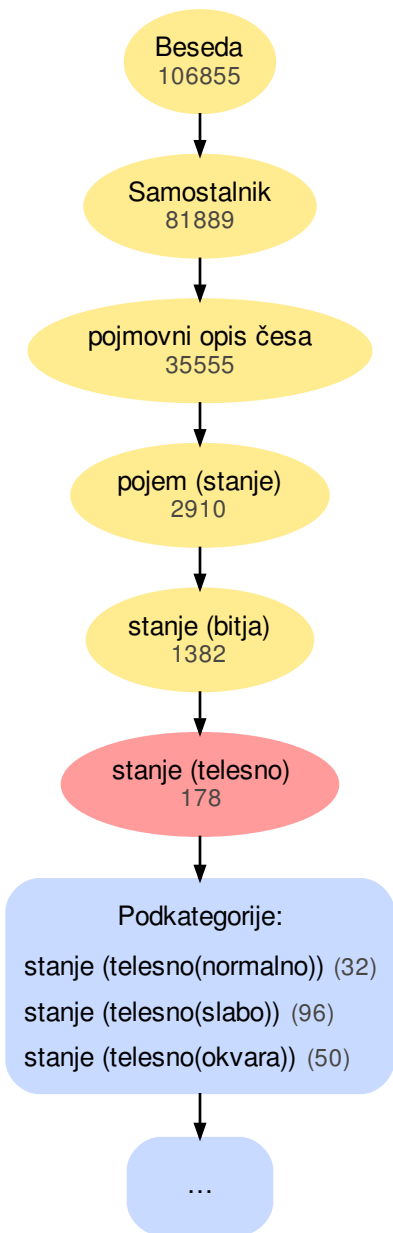 Beseda
106855
Samostalnik
81889
pojmovni opis česa
35555
pojem (stanje)
2910
stanje (bitja)
1382
stanje (telesno)
178
Podkategorije:
stanje (telesno(normalno)) (32)
stanje (telesno(slabo)) (96)
stanje (telesno(okvara)) (50)
...